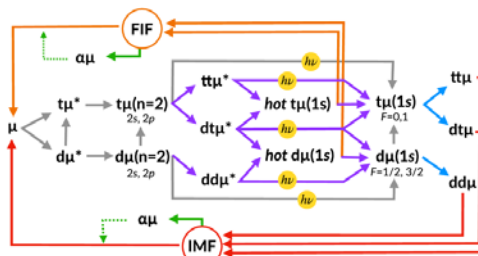 FIF
αμ
hν
ttμ* hν ttμ
tμ* tμ(n=2) hot tμ(1s) tμ(1s)
2s, 2p F=0,1
μ dtμ* hν dtμ
dμ* dμ(n=2) hot dμ(1s) dμ(1s)
2s, 2p F=1/2, 3/2
ddμ* hν ddμ
hν
αμ
IMF